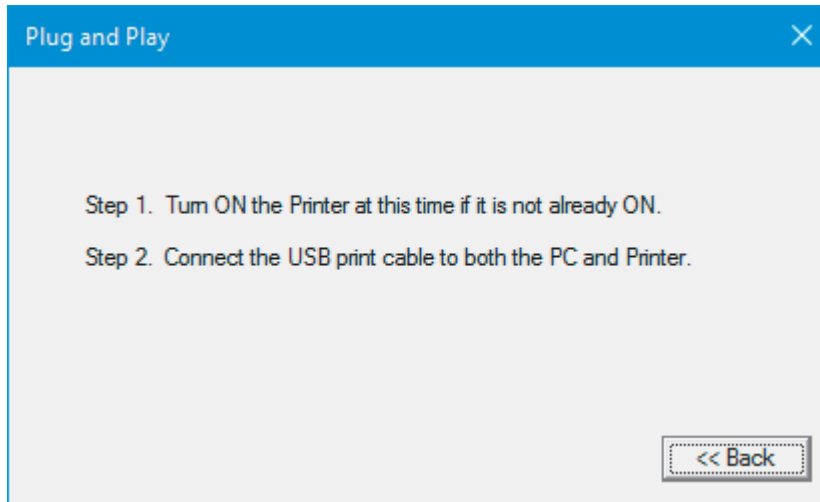 Plug and Play
Step 1. Turn ON the Printer at this time if it is not already ON.
Step 2. Connect the USB print cable to both the PC and Printer.
<< Back